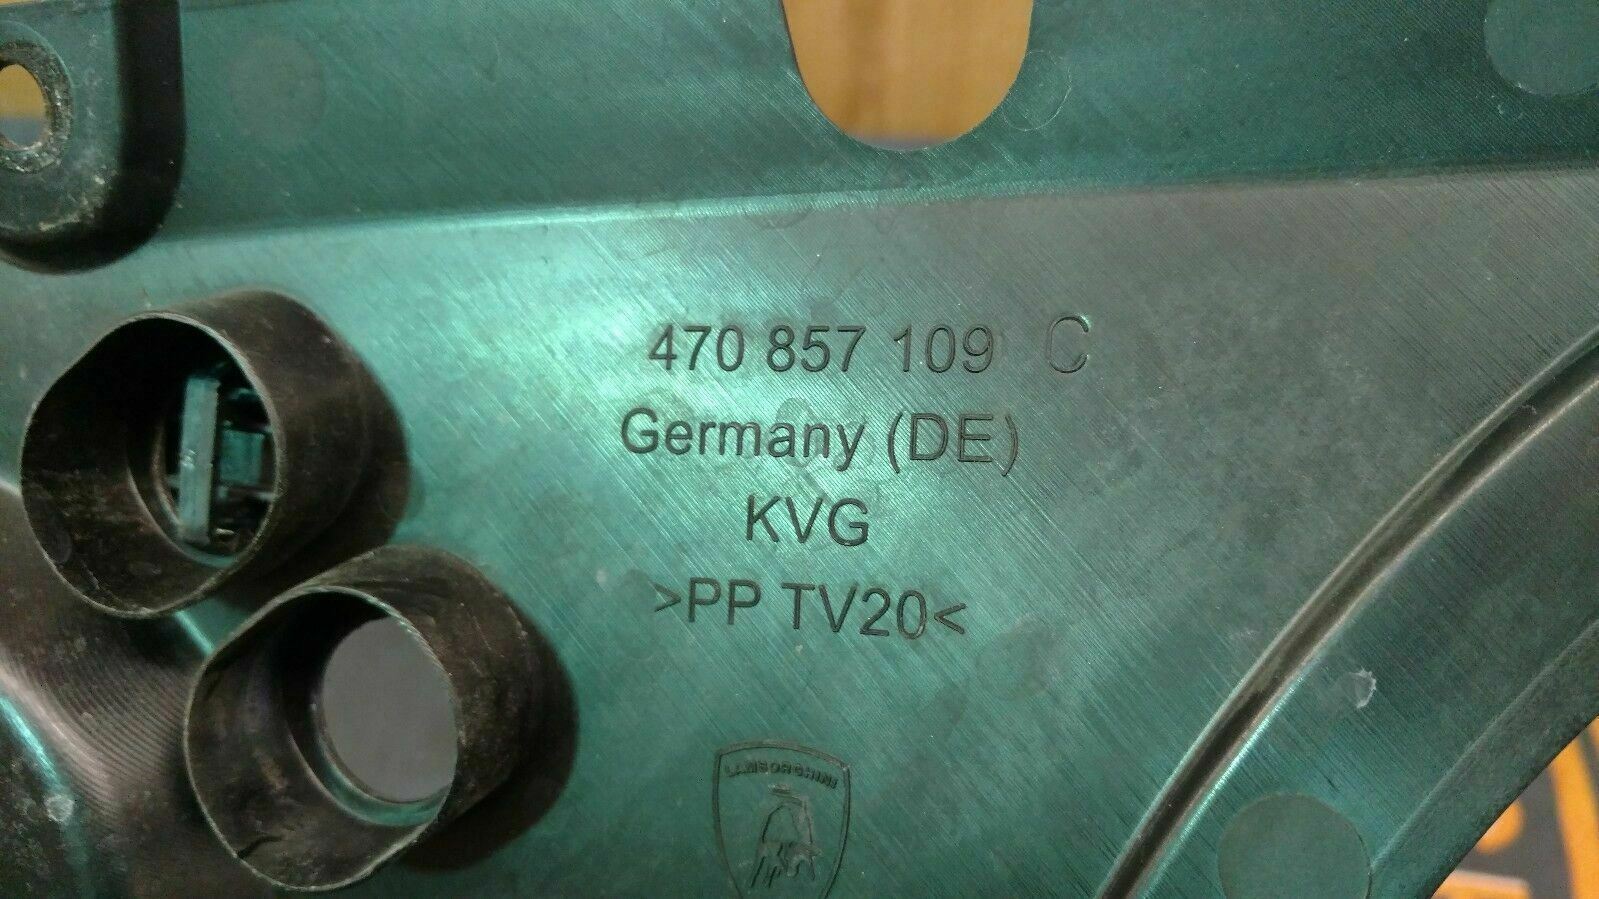 470 857 109 C
Germany (DE)
KVG
>PP TV20<
LAMBORGHINI